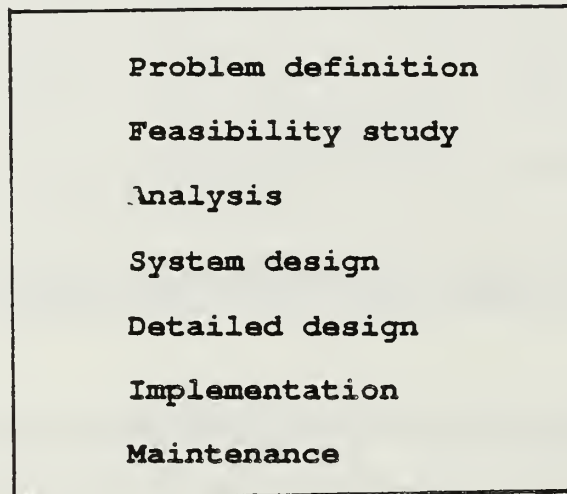 Problem definition
Feasibility study
Analysis
System design
Detailed design
Implementation
Maintenance